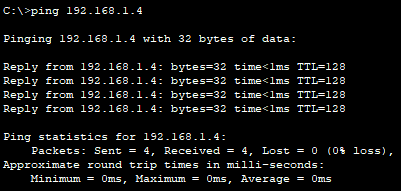 C:\>ping 192.168.1.4
Pinging 192.168.1.4 with 32 bytes of data:
Reply from 192.168.1.4: bytes=32 time<1ms TTL=128
Reply from 192.168.1.4: bytes=32 time<1ms TTL=128
Reply from 192.168.1.4: bytes=32 time<1ms TTL=128
Reply from 192.168.1.4: bytes=32 time<1ms TTL=128
Ping statistics for 192.168.1.4:
    Packets: Sent = 4, Received = 4, Lost = 0 (0% loss),
Approximate round trip times in milli-seconds:
    Minimum = 0ms, Maximum = 0ms, Average = 0ms